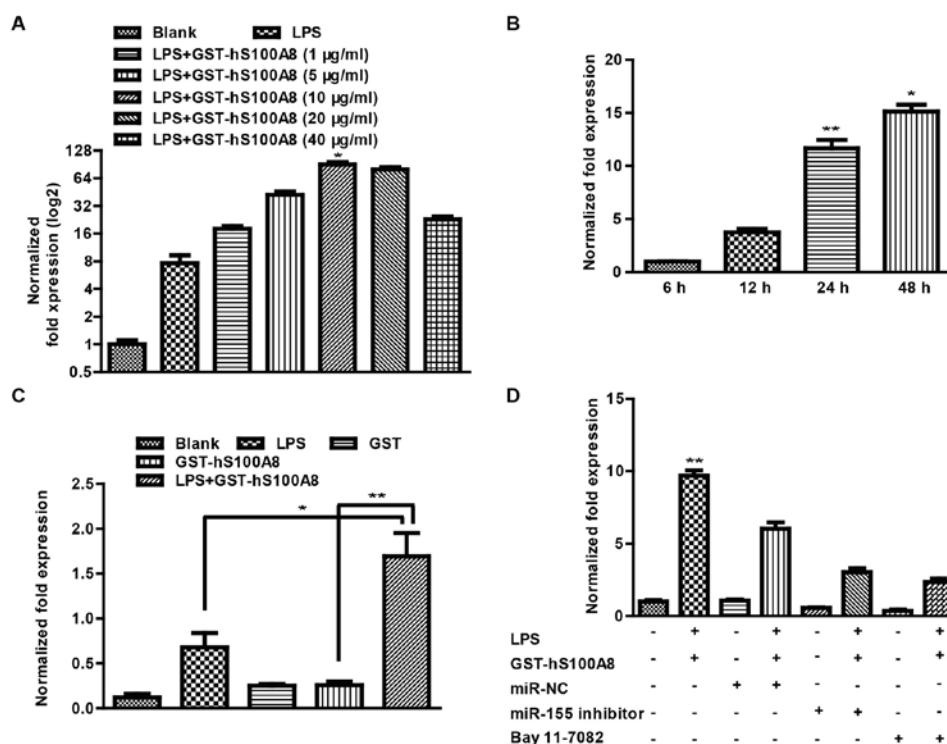 A
Blank LPS
LPS+GST-hS100A8 (1 µg/ml)
LPS+GST-hS100A8 (5 µg/ml)
LPS+GST-hS100A8 (10 µg/ml)
LPS+GST-hS100A8 (20 µg/ml)
LPS+GST-hS100A8 (40 µg/ml)
Normalized
fold xpression (log2)
128
64
32
16
8
4
2
1
0.5
*
B
Normalized fold expression
20
15
10
5
0
** *
6 h 12 h 24 h 48 h
C
Blank LPS GST
GST-hS100A8
LPS+GST-hS100A8
Normalized fold expression
2.5
2.0
1.5
1.0
0.5
0.0
* **
D
Normalized fold expression
15
10
5
0
**
LPS - + - + - + - +
GST-hS100A8 - + - + - + - +
miR-NC - - + + - - - -
miR-155 inhibitor - - - - + + - -
Bay 11-7082 - - - - - - + +